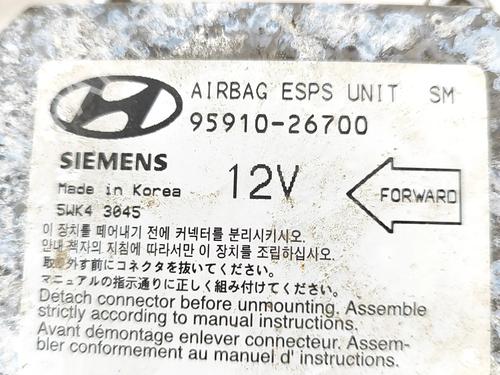 AIRBAG ESPS UNIT SM
95910-26700
SIEMENS
Made in Korea
5WK4 3045
12V
FORWARD
이 장치를 떼어내기 전에 커넥터를 분리시키시오.
안내 책자의 지침에 따라서만 이 장치를 조립하십시오.
取り外す前にコネクタを抜いてください。
マニュアルの指示通りに正しく組み付けてください。
Detach connector before unmounting. Assemble
strictly according to manual instructions.
Avant démontage enlever connecteur. Assem-
bler conformement au manuel d' instructions.